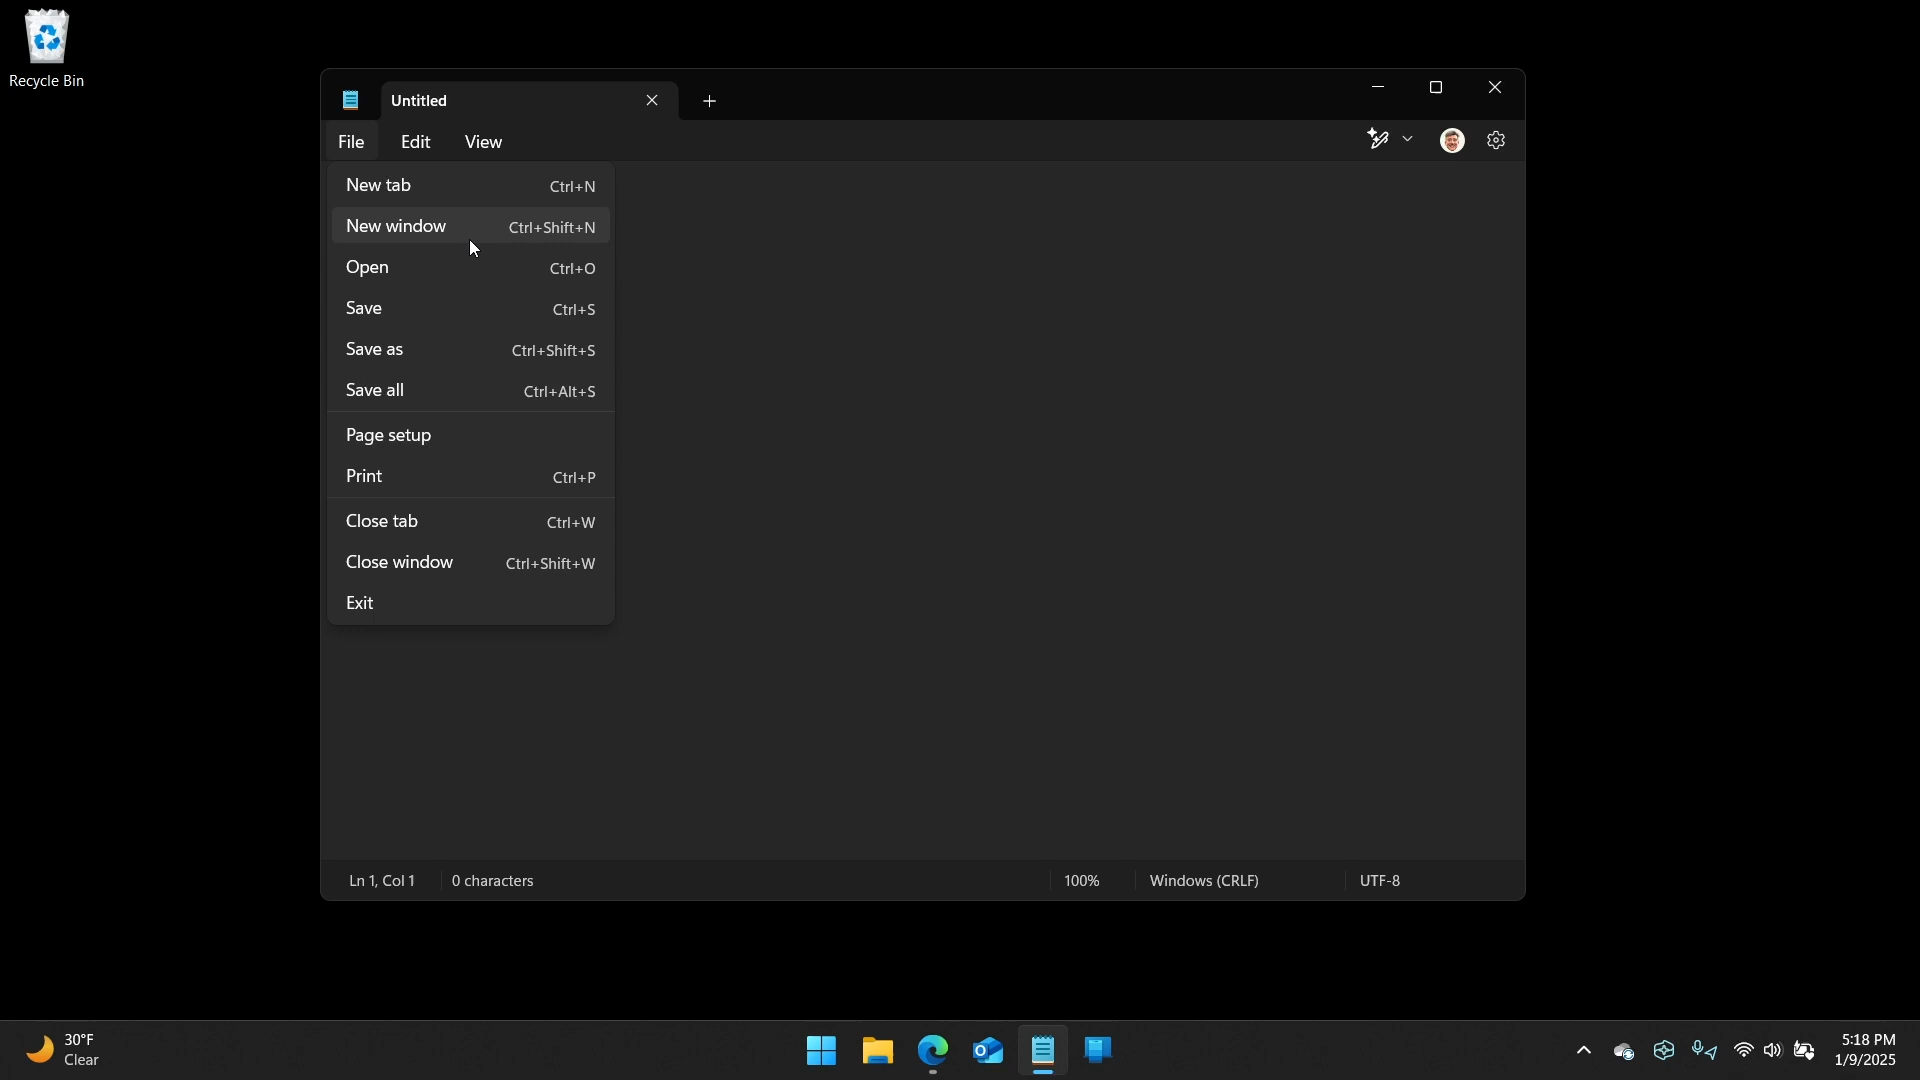 Recycle Bin
Untitled
File Edit View
New tab Ctrl+N
New window Ctrl+Shift+N
Open Ctrl+O
Save Ctrl+S
Save as Ctrl+Shift+S
Save all Ctrl+Alt+S
Page setup
Print Ctrl+P
Close tab Ctrl+W
Close window Ctrl+Shift+W
Exit
Ln 1, Col 1 0 characters 100% Windows (CRLF) UTF-8
30°F
Clear
5:18 PM
1/9/2025